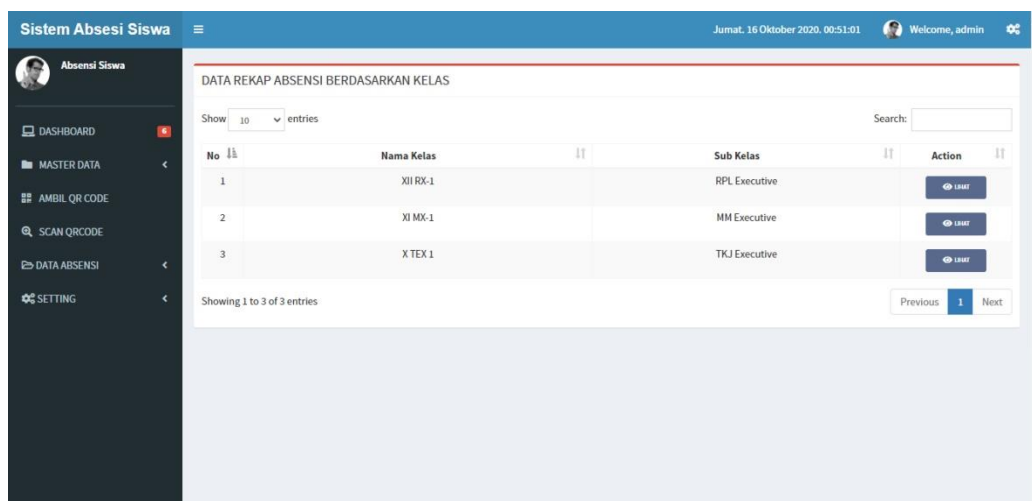 Sistem Absesi Siswa
Jumat. 16 Oktober 2020. 00:51:01
Welcome, admin
Absensi Siswa
DASHBOARD 6
MASTER DATA
AMBIL QR CODE
SCAN QRCODE
DATA ABSENSI
SETTING
DATA REKAP ABSENSI BERDASARKAN KELAS
Show 10 entries Search:
No Nama Kelas Sub Kelas Action
1 XII RX-1 RPL Executive LIHAT
2 XI MX-1 MM Executive LIHAT
3 X TEX 1 TKJ Executive LIHAT
Showing 1 to 3 of 3 entries Previous 1 Next